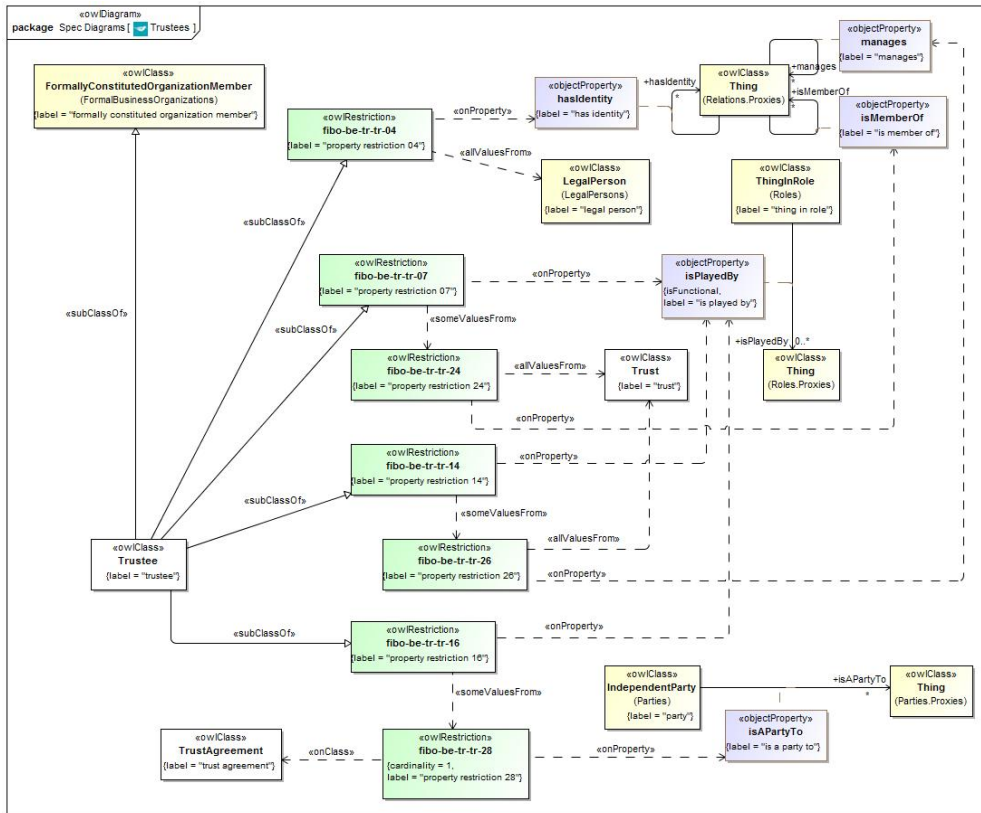 «owlDiagram»
package Spec Diagrams [ Trustees ]
«owlClass»
FormallyConstitutedOrganizationMember
(FormalBusinessOrganizations)
{label = "formally constituted organization member"}
«owlRestriction»
fibo-be-tr-tr-04
{label = "property restriction 04"}
«onProperty»
«objectProperty»
hasIdentity
{label = "has identity"}
+hasIdentity
*
«owlClass»
Thing
(Relations.Proxies)
+manages
*
+isMemberOf
*
«objectProperty»
manages
{label = "manages"}
«objectProperty»
isMemberOf
{label = "is member of"}
«allValuesFrom»
«owlClass»
LegalPerson
(LegalPersons)
{label = "legal person"}
«owlClass»
ThingInRole
(Roles)
{label = "thing in role"}
«subClassOf»
«subClassOf»
«subClassOf»
«owlRestriction»
fibo-be-tr-tr-07
{label = "property restriction 07"}
«onProperty»
«objectProperty»
isPlayedBy
{isFunctional,
label = "is played by"}
«someValuesFrom»
+isPlayedBy 0..*
«owlRestriction»
fibo-be-tr-tr-24
{label = "property restriction 24"}
«allValuesFrom»
«owlClass»
Trust
{label = "trust"}
«owlClass»
Thing
(Roles.Proxies)
«onProperty»
«owlRestriction»
fibo-be-tr-tr-14
{label = "property restriction 14"}
«onProperty»
«subClassOf»
«someValuesFrom»
«owlClass»
Trustee
{label = "trustee"}
«owlRestriction»
fibo-be-tr-tr-26
{label = "property restriction 26"}
«allValuesFrom»
«onProperty»
«subClassOf»
«owlRestriction»
fibo-be-tr-tr-16
{label = "property restriction 16"}
«onProperty»
«someValuesFrom»
«owlClass»
IndependentParty
(Parties)
{label = "party"}
+isAPartyTo
*
«owlClass»
Thing
(Parties.Proxies)
«objectProperty»
isAPartyTo
{label = "is a party to"}
«owlClass»
TrustAgreement
{label = "trust agreement"}
«onClass»
«owlRestriction»
fibo-be-tr-tr-28
{cardinality = 1,
label = "property restriction 28"}
«onProperty»